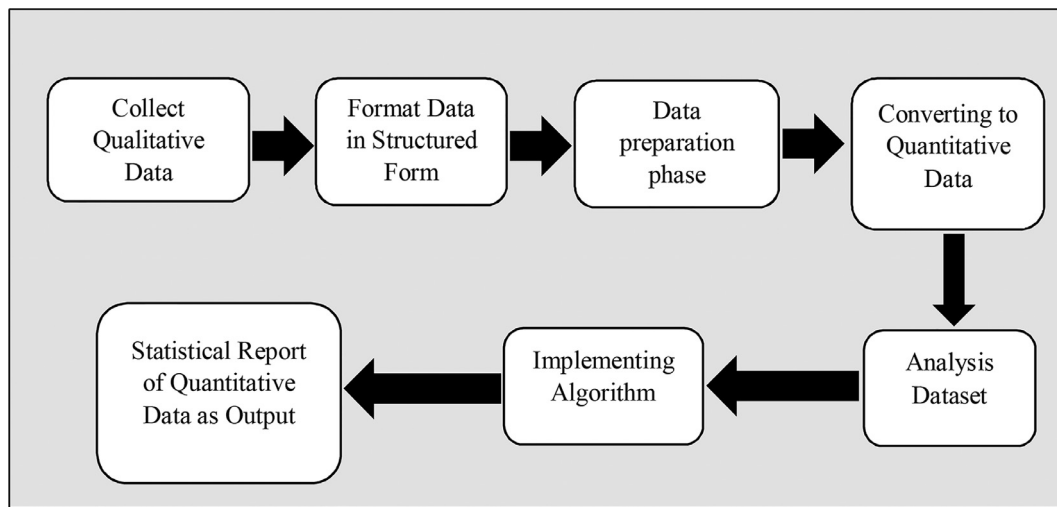 Collect
Qualitative
Data
Format Data
in Structured
Form
Data
preparation
phase
Converting to
Quantitative
Data
Analysis
Dataset
Implementing
Algorithm
Statistical Report
of Quantitative
Data as Output